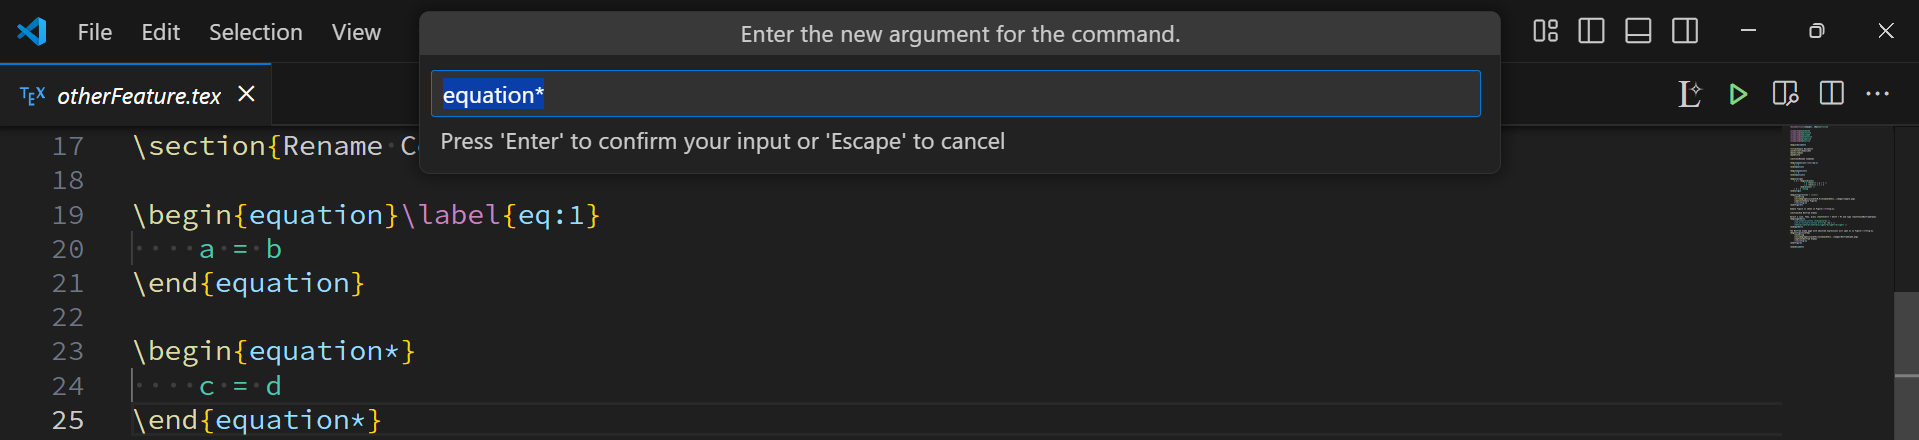 File Edit Selection View
Enter the new argument for the command.
equation*
Press 'Enter' to confirm your input or 'Escape' to cancel
TEX otherFeature.tex
17 \section{Rename
18
19 \begin{equation}\label{eq:1}
20 a = b
21 \end{equation}
22
23 \begin{equation*}
24 c = d
25 \end{equation*}